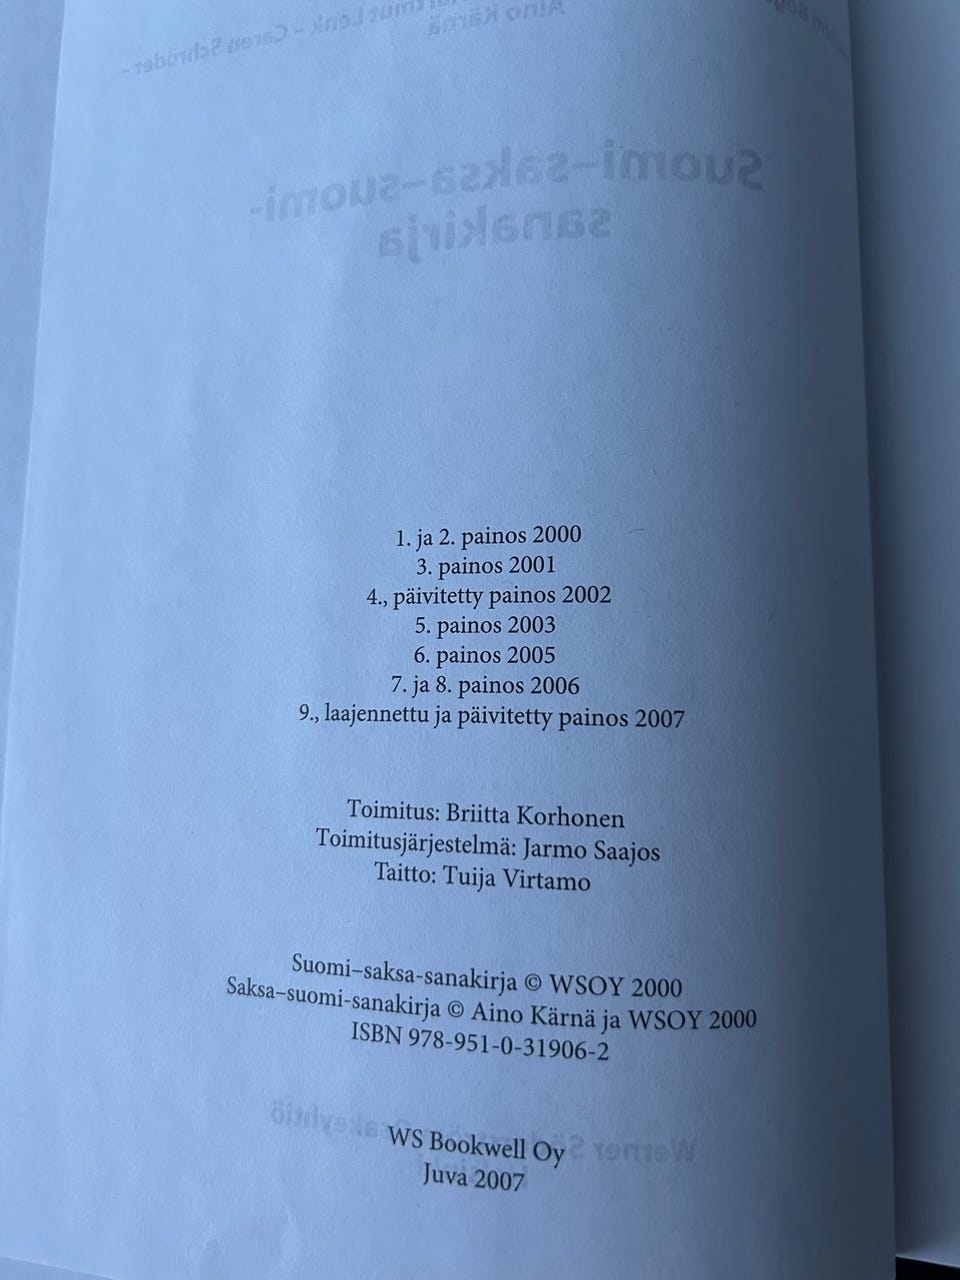 1. ja 2. painos 2000
3. painos 2001
4., päivitetty painos 2002
5. painos 2003
6. painos 2005
7. ja 8. painos 2006
9., laajennettu ja päivitetty painos 2007
Toimitus: Briitta Korhonen
Toimitusjärjestelmä: Jarmo Saajos
Taitto: Tuija Virtamo
Suomi–saksa-sanakirja © WSOY 2000
Saksa–suomi-sanakirja © Aino Kärnä ja WSOY 2000
ISBN 978-951-0-31906-2
WS Bookwell Oy
Juva 2007